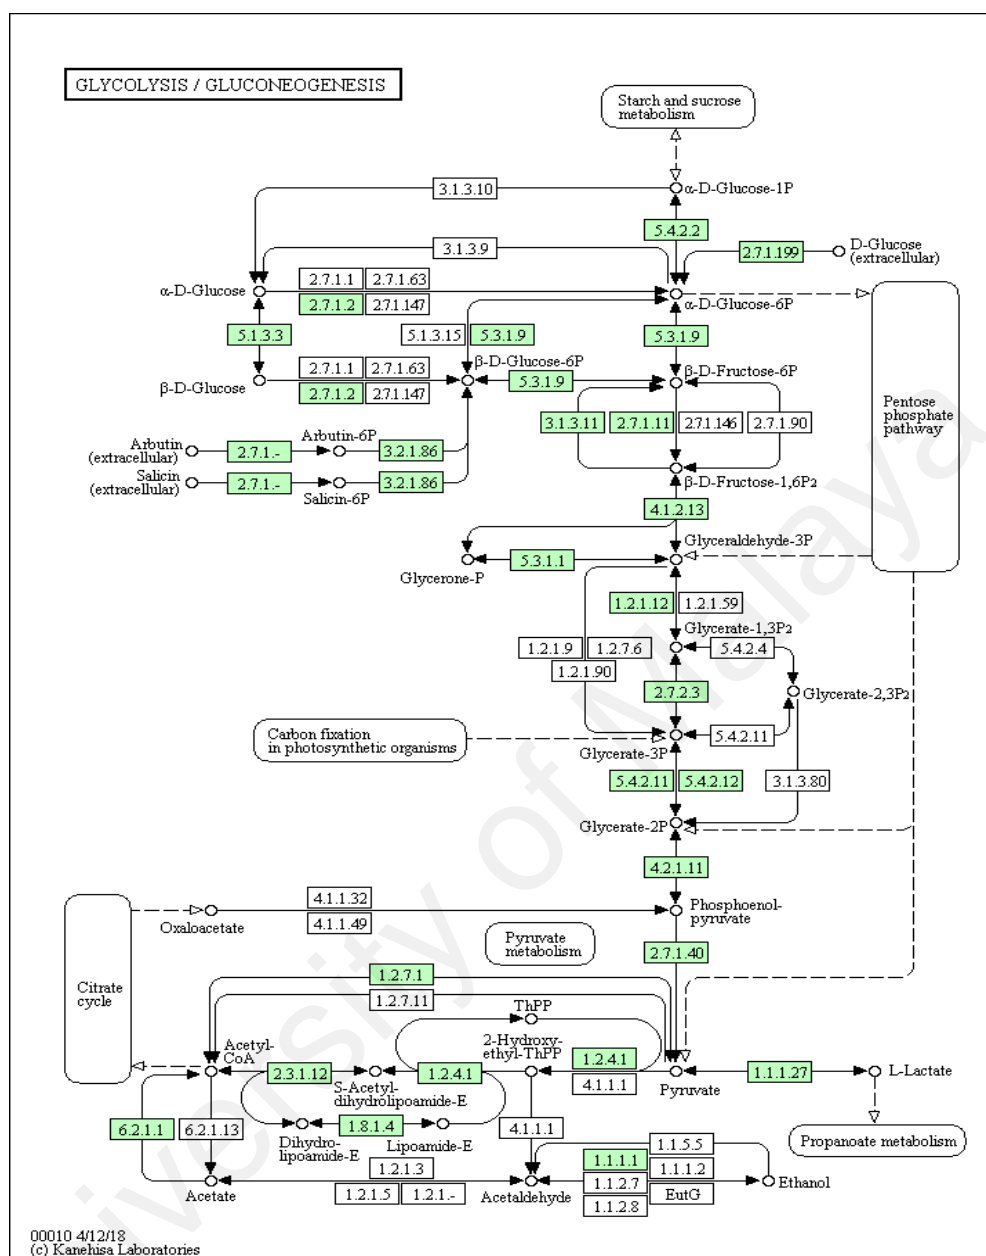 GLYCOLYSIS / GLUCONEOGENESIS
Starch and sucrose
metabolism
3.1.3.10
α-D-Glucose-1P
5.4.2.2
3.1.3.9
2.7.1.199
D-Glucose
(extracellular)
2.7.1.1
2.7.1.63
α-D-Glucose
2.7.1.2
2.7.1.147
α-D-Glucose-6P
5.1.3.3
5.1.3.15
5.3.1.9
5.3.1.9
β-D-Glucose-6P
2.7.1.1
2.7.1.63
β-D-Glucose
2.7.1.2
2.7.1.147
5.3.1.9
β-D-Fructose-6P
Pentose
phosphate
pathway
3.1.3.11
2.7.1.11
2.7.1.146
2.7.1.90
Arbutin
(extracellular)
2.7.1.-
Arbutin-6P
3.2.1.86
Salicin
(extracellular)
2.7.1.-
Salicin-6P
3.2.1.86
β-D-Fructose-1,6P2
4.1.2.13
Glyceraldehyde-3P
Glycerone-P
5.3.1.1
1.2.1.12
1.2.1.59
Glycerate-1,3P2
1.2.1.9
1.2.7.6
5.4.2.4
1.2.1.90
2.7.2.3
Glycerate-2,3P2
Carbon fixation
in photosynthetic organisms
5.4.2.11
Glycerate-3P
5.4.2.11
5.4.2.12
3.1.3.80
Glycerate-2P
4.2.1.11
4.1.1.32
Oxaloacetate
4.1.1.49
Phosphoenol-
pyruvate
Pyruvate
metabolism
2.7.1.40
Citrate
cycle
1.2.7.1
1.2.7.11
ThPP
2-Hydroxy-
ethyl-ThPP
Acetyl-
CoA
2.3.1.12
S-Acetyl-
dihydrolipoamide-E
1.2.4.1
1.2.4.1
4.1.1.1
Pyruvate
1.1.1.27
L-Lactate
6.2.1.1
6.2.1.13
Dihydro-
lipoamide-E
1.8.1.4
Lipoamide-E
4.1.1.1
Propanoate metabolism
1.1.5.5
1.1.1.1
1.1.1.2
1.2.1.3
1.1.2.7
Acetate
1.2.1.5
1.2.1.-
Acetaldehyde
EutG
Ethanol
1.1.2.8
00010 4/12/18
(c) Kanehisa Laboratories
University of Malaya